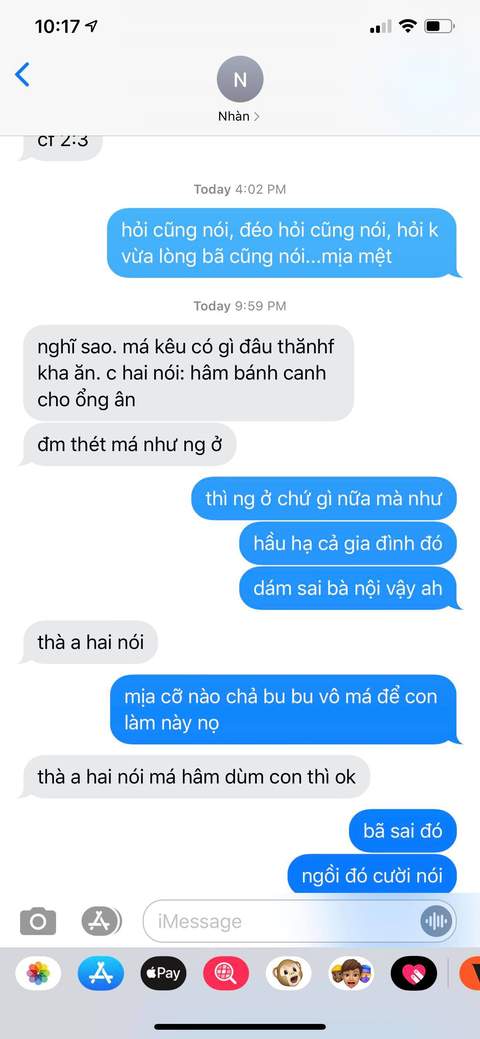 10:17
N
Nhàn
cf 2:3
Today 4:02 PM
hỏi cũng nói, đéo hỏi cũng nói, hỏi k
vừa lòng bã cũng nói...mịa mệt
Today 9:59 PM
nghĩ sao. má kêu có gì đâu thănhf
kha ăn. c hai nói: hâm bánh canh
cho ổng ân
đm thét má như ng ở
thì ng ở chứ gì nữa mà như
hầu hạ cả gia đình đó
dám sai bà nội vậy ah
thà a hai nói
mịa cỡ nào chả bu bu vô má để con
làm này nọ
thà a hai nói má hâm dùm con thì ok
bã sai đó
ngồi đó cười nói
iMessage
Pay